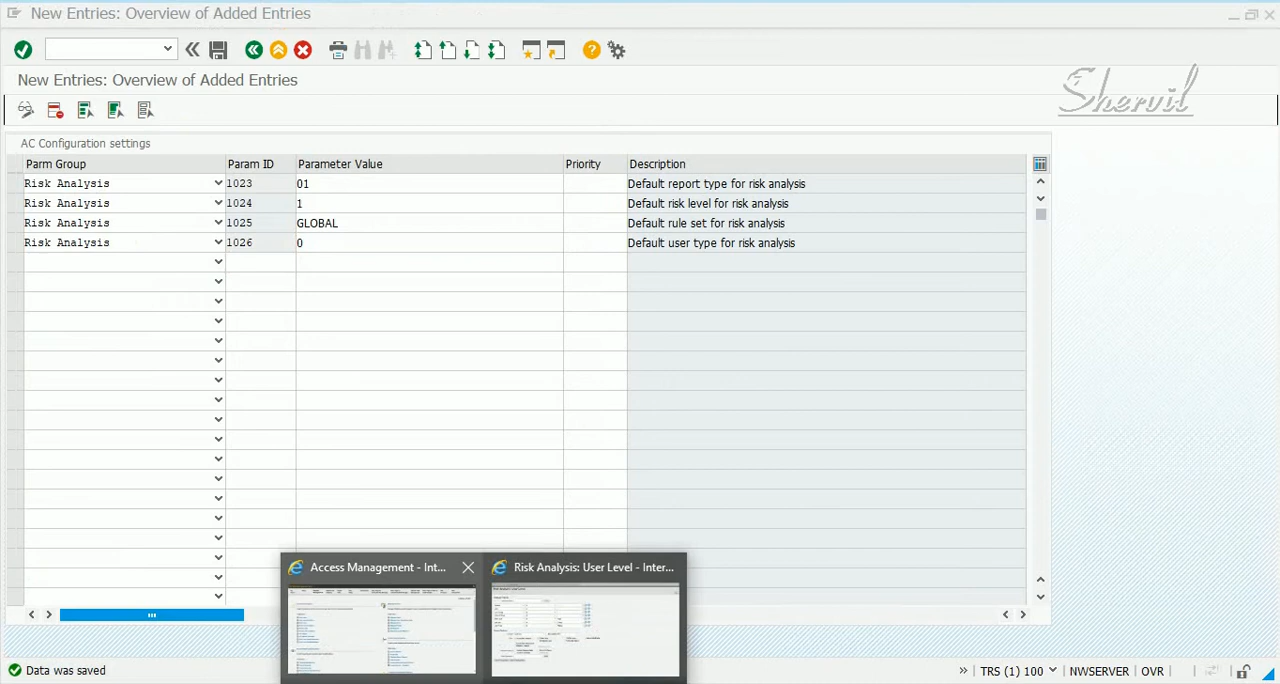 New Entries: Overview of Added Entries
New Entries: Overview of Added Entries
Shervil
AC Configuration settings
Parm Group Param ID Parameter Value Priority Description
Risk Analysis 1023 01 Default report type for risk analysis
Risk Analysis 1024 1 Default risk level for risk analysis
Risk Analysis 1025 GLOBAL Default rule set for risk analysis
Risk Analysis 1026 0 Default user type for risk analysis
Access Management - Int... Risk Analysis: User Level - Inter...
Data was saved TRS (1) 100 NWSERVER OVR